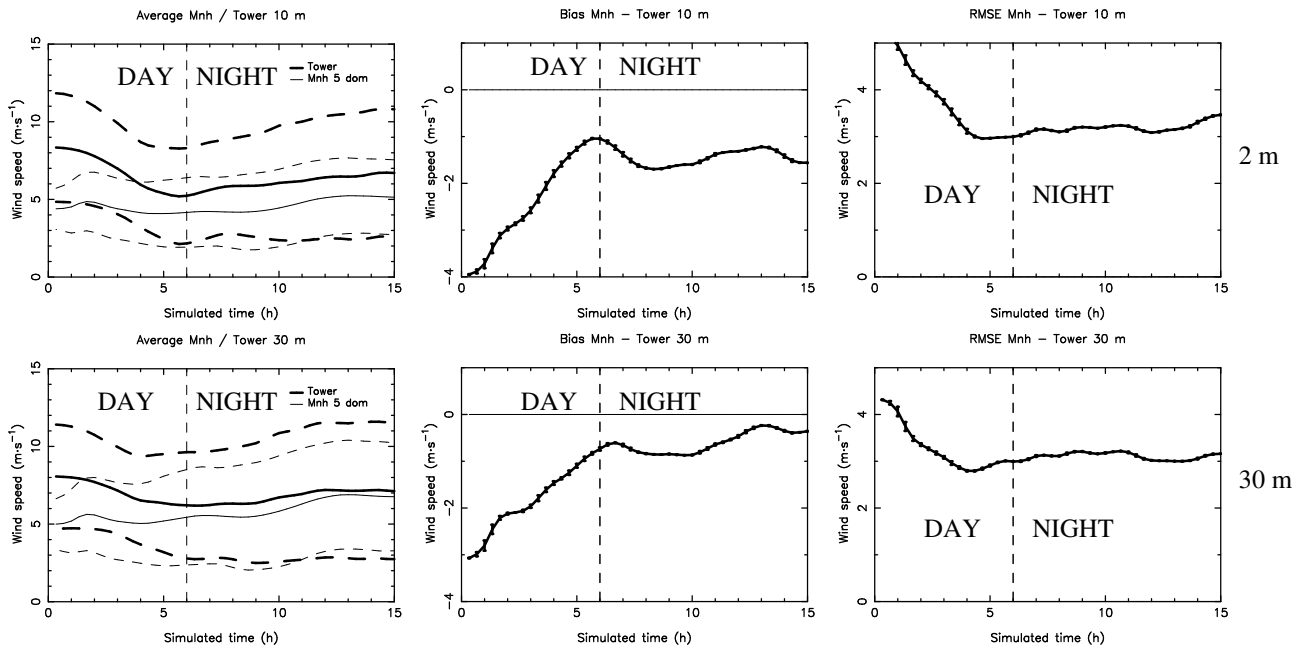 Average Mnh / Tower 10 m
Bias Mnh − Tower 10 m
RMSE Mnh − Tower 10 m
DAY NIGHT
Tower
Mnh 5 dom
Wind speed (m·s⁻¹)
0 5 10 15
0 5 10 15
Simulated time (h)
DAY NIGHT
Wind speed (m·s⁻¹)
−4 −2 0
0 5 10 15
Simulated time (h)
DAY NIGHT
Wind speed (m·s⁻¹)
0 2 4
0 5 10 15
Simulated time (h)
2 m
Average Mnh / Tower 30 m
Bias Mnh − Tower 30 m
RMSE Mnh − Tower 30 m
DAY NIGHT
Tower
Mnh 5 dom
Wind speed (m·s⁻¹)
0 5 10 15
0 5 10 15
Simulated time (h)
DAY NIGHT
Wind speed (m·s⁻¹)
−4 −2 0
0 5 10 15
Simulated time (h)
DAY NIGHT
Wind speed (m·s⁻¹)
0 2 4
0 5 10 15
Simulated time (h)
30 m